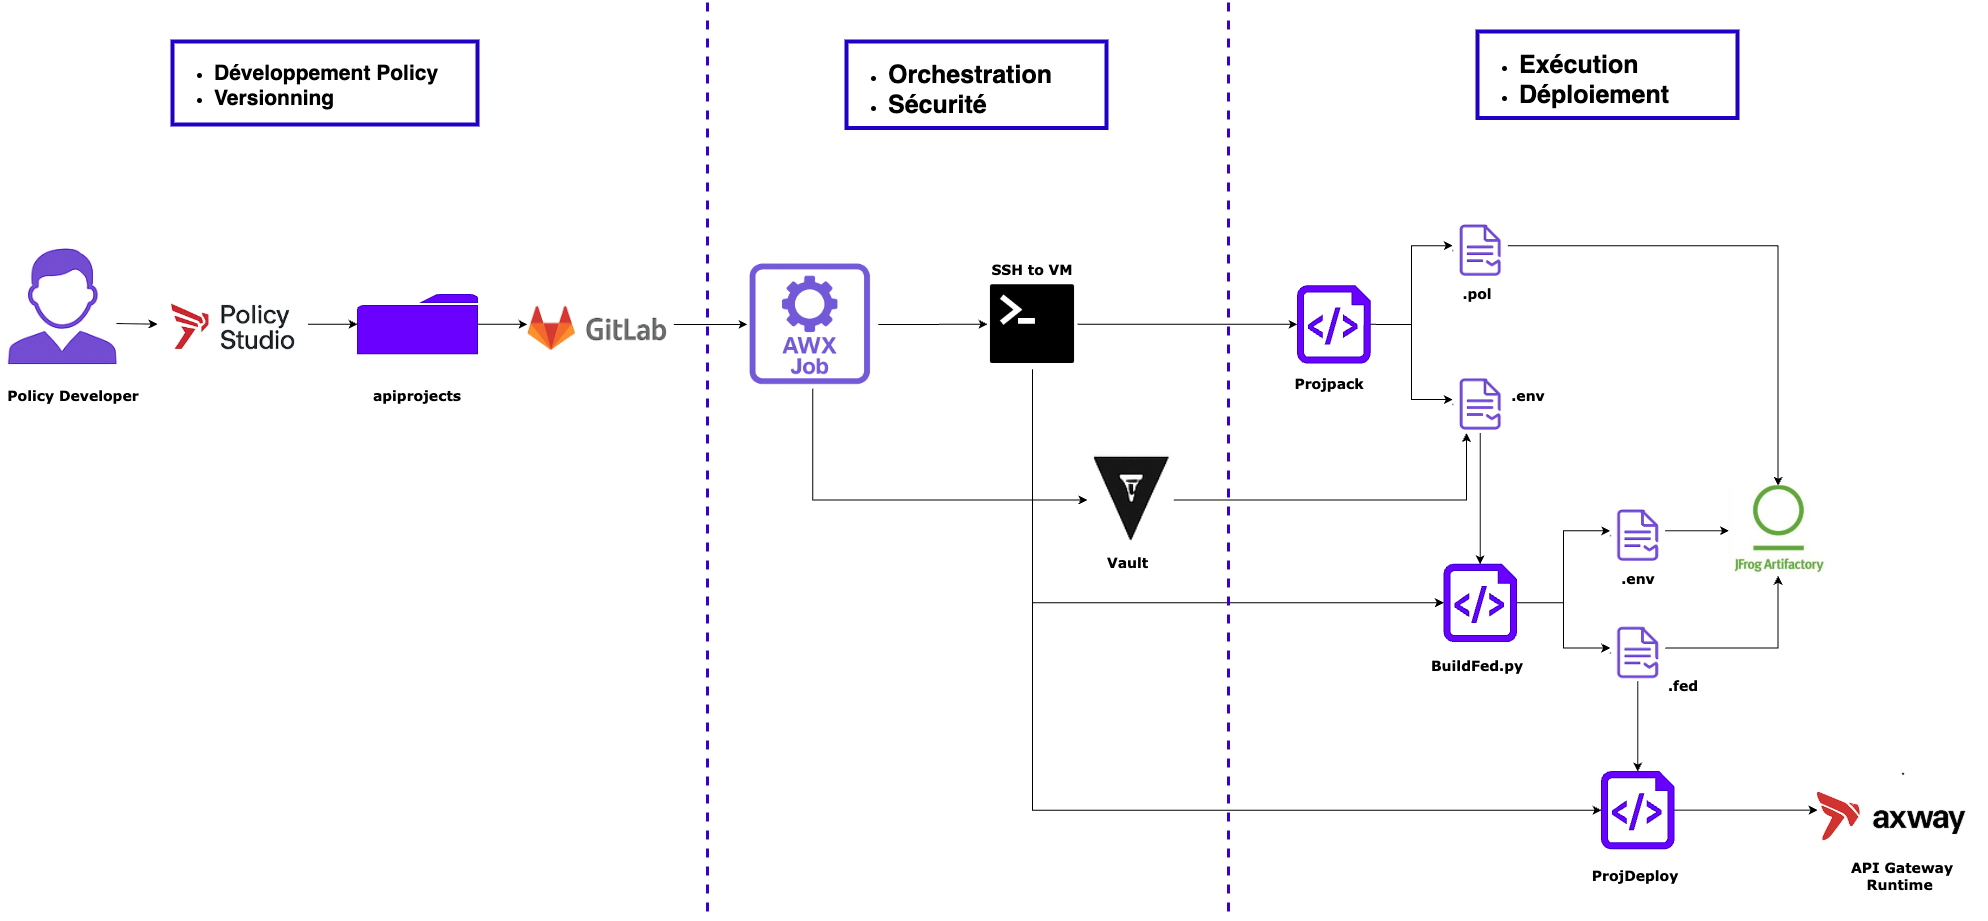 • Développement Policy
• Versionning
• Orchestration
• Sécurité
• Exécution
• Déploiement
Policy Developer
Policy
Studio
apiprojects
GitLab
AWX
Job
SSH to VM
>_
Vault
</>
Projpack
.pol
.env
</>
BuildFed.py
.env
.fed
JFrog Artifactory
</>
ProjDeploy
axway
API Gateway
Runtime